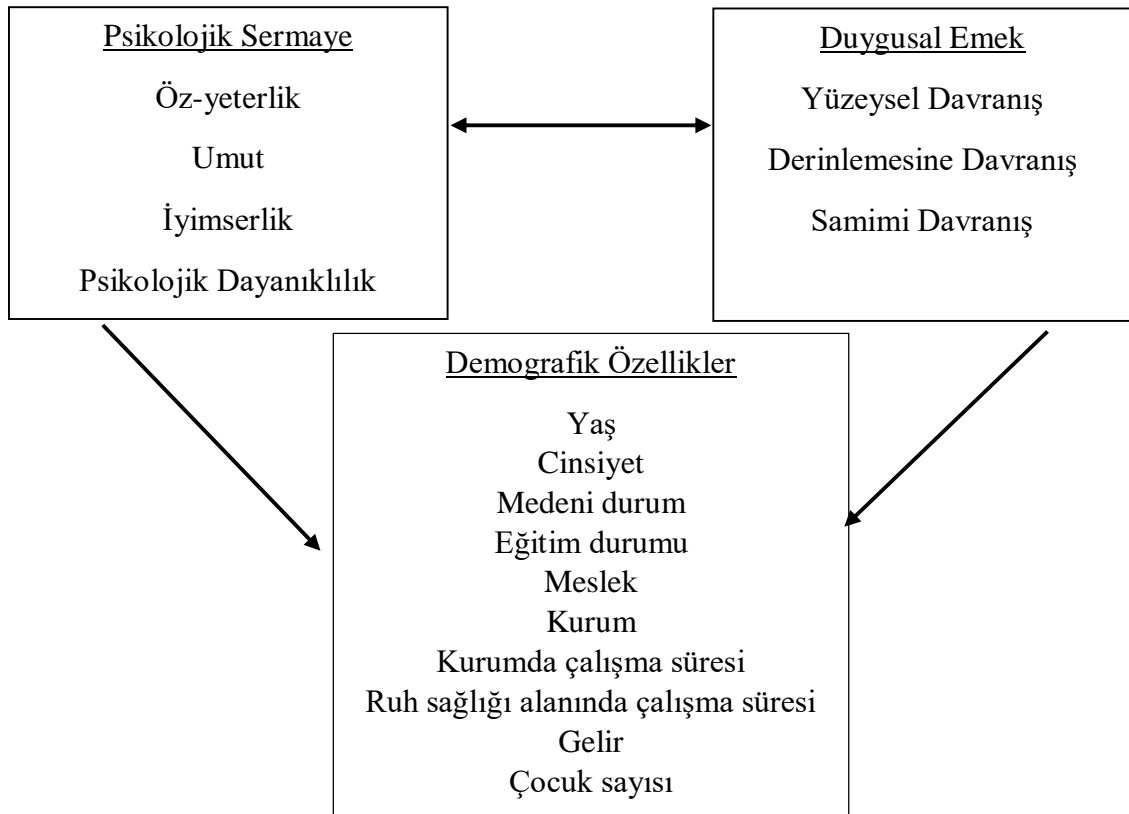 Psikolojik Sermaye
Öz-yeterlik
Umut
İyimserlik
Psikolojik Dayanıklılık
Duygusal Emek
Yüzeysel Davranış
Derinlemesine Davranış
Samimi Davranış
Demografik Özellikler
Yaş
Cinsiyet
Medeni durum
Eğitim durumu
Meslek
Kurum
Kurumda çalışma süresi
Ruh sağlığı alanında çalışma süresi
Gelir
Çocuk sayısı